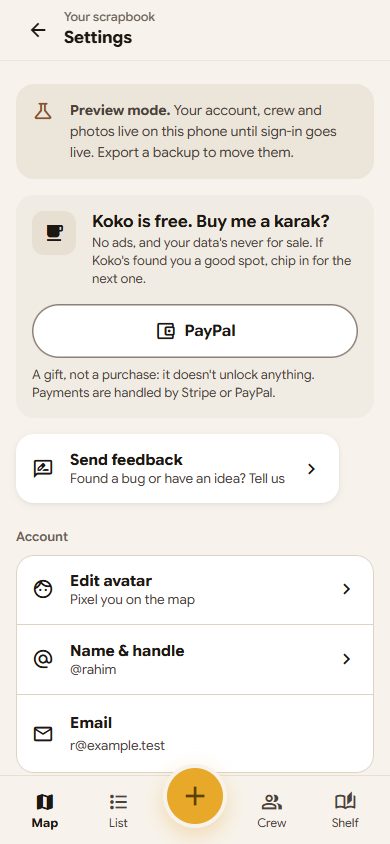 Your scrapbook
Settings
Preview mode. Your account, crew and
photos live on this phone until sign-in goes
live. Export a backup to move them.
Koko is free. Buy me a karak?
No ads, and your data's never for sale. If
Koko's found you a good spot, chip in for the
next one.
PayPal
A gift, not a purchase: it doesn't unlock anything.
Payments are handled by Stripe or PayPal.
Send feedback
Found a bug or have an idea? Tell us
Account
Edit avatar
Pixel you on the map
Name & handle
@rahim
Email
r@example.test
Map
List
Crew
Shelf